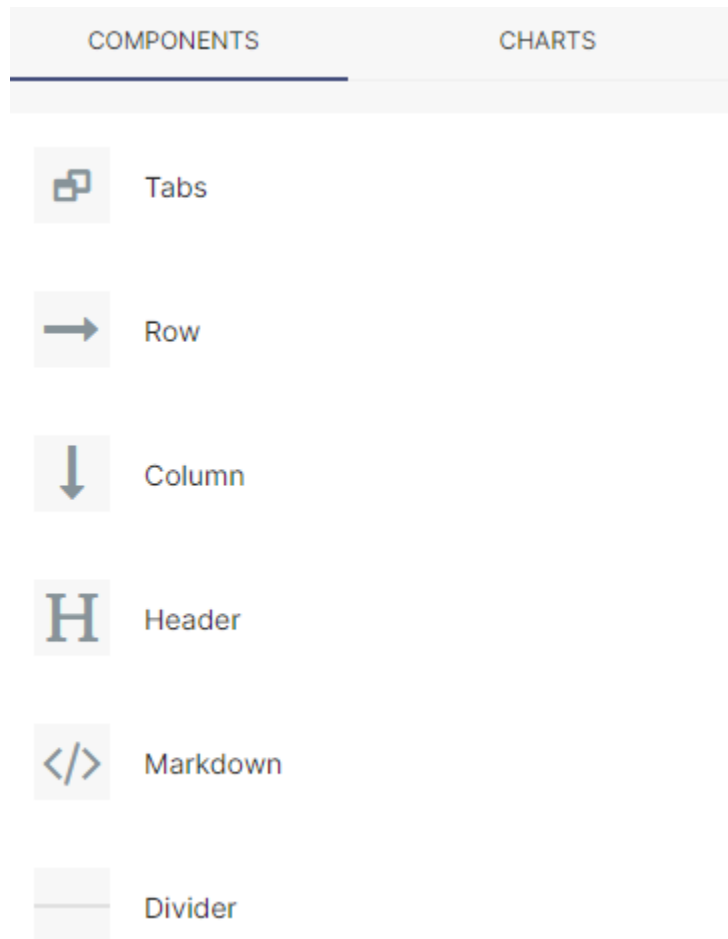 COMPONENTS CHARTS
Tabs
Row
Column
H Header
</> Markdown
Divider